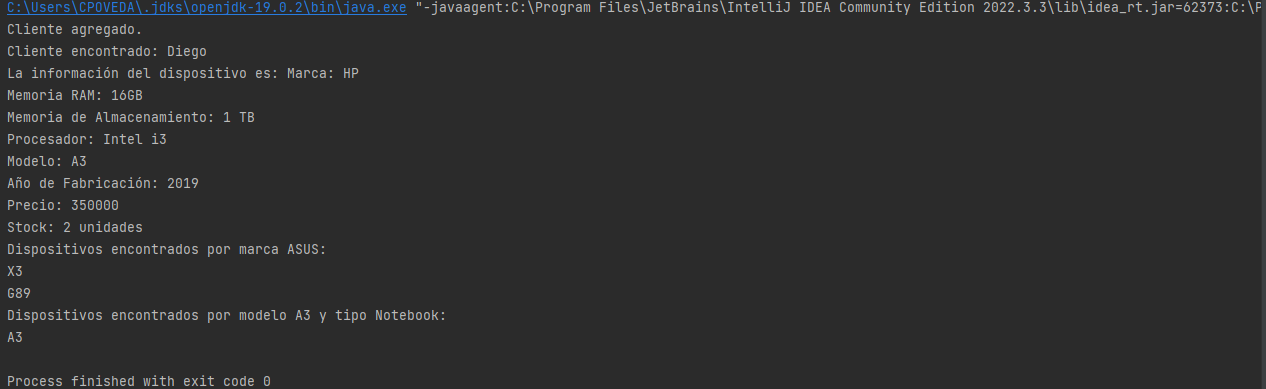 C:\Users\CPOVEDA\.jdks\openjdk-19.0.2\bin\java.exe "-javaagent:C:\Program Files\JetBrains\IntelliJ IDEA Community Edition 2022.3.3\lib\idea_rt.jar=62373:C:\P
Cliente agregado.
Cliente encontrado: Diego
La información del dispositivo es: Marca: HP
Memoria RAM: 16GB
Memoria de Almacenamiento: 1 TB
Procesador: Intel i3
Modelo: A3
Año de Fabricación: 2019
Precio: 350000
Stock: 2 unidades
Dispositivos encontrados por marca ASUS:
X3
G89
Dispositivos encontrados por modelo A3 y tipo Notebook:
A3
Process finished with exit code 0